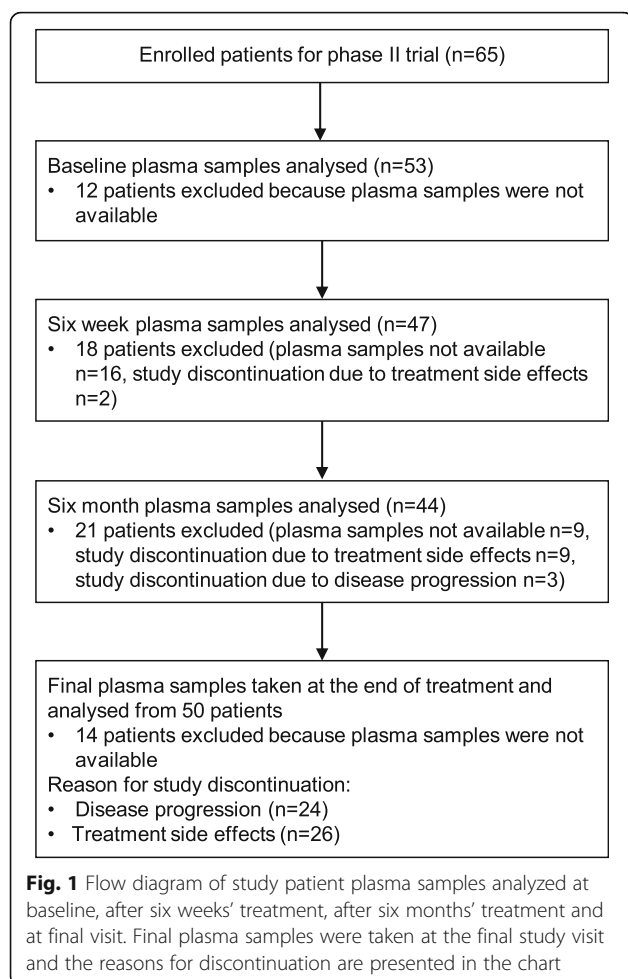 Enrolled patients for phase II trial (n=65)
Baseline plasma samples analysed (n=53)
• 12 patients excluded because plasma samples were not
available
Six week plasma samples analysed (n=47)
• 18 patients excluded (plasma samples not available
n=16, study discontinuation due to treatment side effects
n=2)
Six month plasma samples analysed (n=44)
• 21 patients excluded (plasma samples not available n=9,
study discontinuation due to treatment side effects n=9,
study discontinuation due to disease progression n=3)
Final plasma samples taken at the end of treatment and
analysed from 50 patients
• 14 patients excluded because plasma samples were not
available
Reason for study discontinuation:
• Disease progression (n=24)
• Treatment side effects (n=26)
Fig. 1 Flow diagram of study patient plasma samples analyzed at
baseline, after six weeks’ treatment, after six months’ treatment and
at final visit. Final plasma samples were taken at the final study visit
and the reasons for discontinuation are presented in the chart